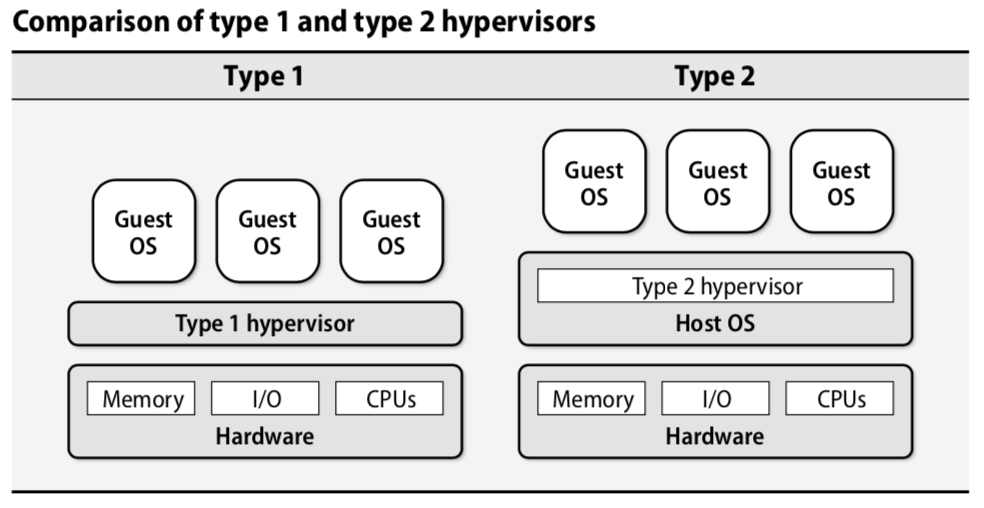 Comparison of type 1 and type 2 hypervisors
Type 1
Guest
OS
Guest
OS
Guest
OS
Type 1 hypervisor
Memory
I/O
CPUs
Hardware
Type 2
Guest
OS
Guest
OS
Guest
OS
Type 2 hypervisor
Host OS
Memory
I/O
CPUs
Hardware